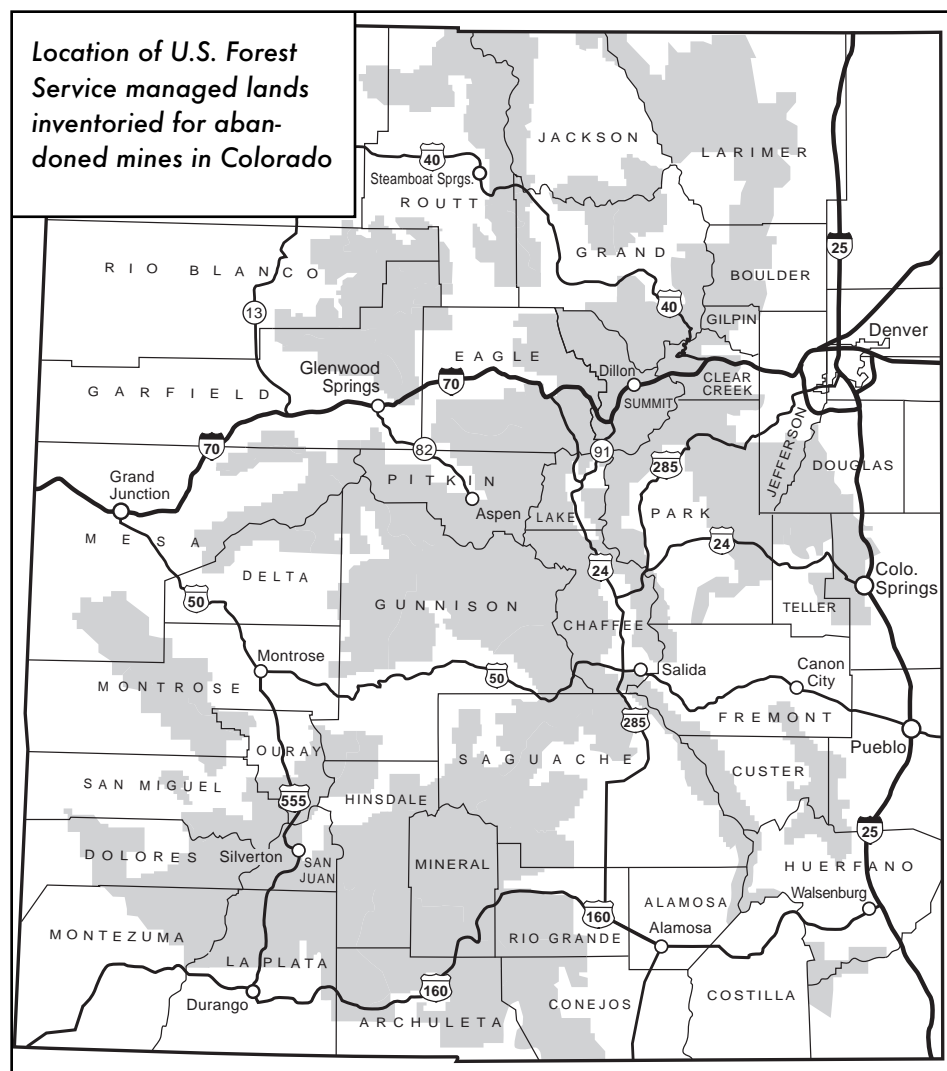 Location of U.S. Forest
Service managed lands
inventoried for aban-
doned mines in Colorado
JACKSON
LARIMER
40
Steamboat Sprgs.
ROUTT
25
GRAND
RIO BLANCO
BOULDER
13
40
GILPIN
Denver
EAGLE
Glenwood
Springs
70
Dillon
CLEAR
CREEK
GARFIELD
SUMMIT
JEFFERSON
70
82
91
285
DOUGLAS
Grand
Junction
PITKIN
Aspen
LAKE
PARK
MESA
24
24
DELTA
Colo.
Springs
50
GUNNISON
TELLER
CHAFFEE
Montrose
Salida
Canon
City
50
MONTROSE
285
FREMONT
Pueblo
OURAY
SAGUACHE
CUSTER
SAN MIGUEL
555
HINSDALE
25
DOLORES
Silverton
SAN
JUAN
MINERAL
HUERFANO
Walsenburg
ALAMOSA
160
Alamosa
MONTEZUMA
RIO GRANDE
LA PLATA
160
COSTILLA
Durango
CONEJOS
ARCHULETA